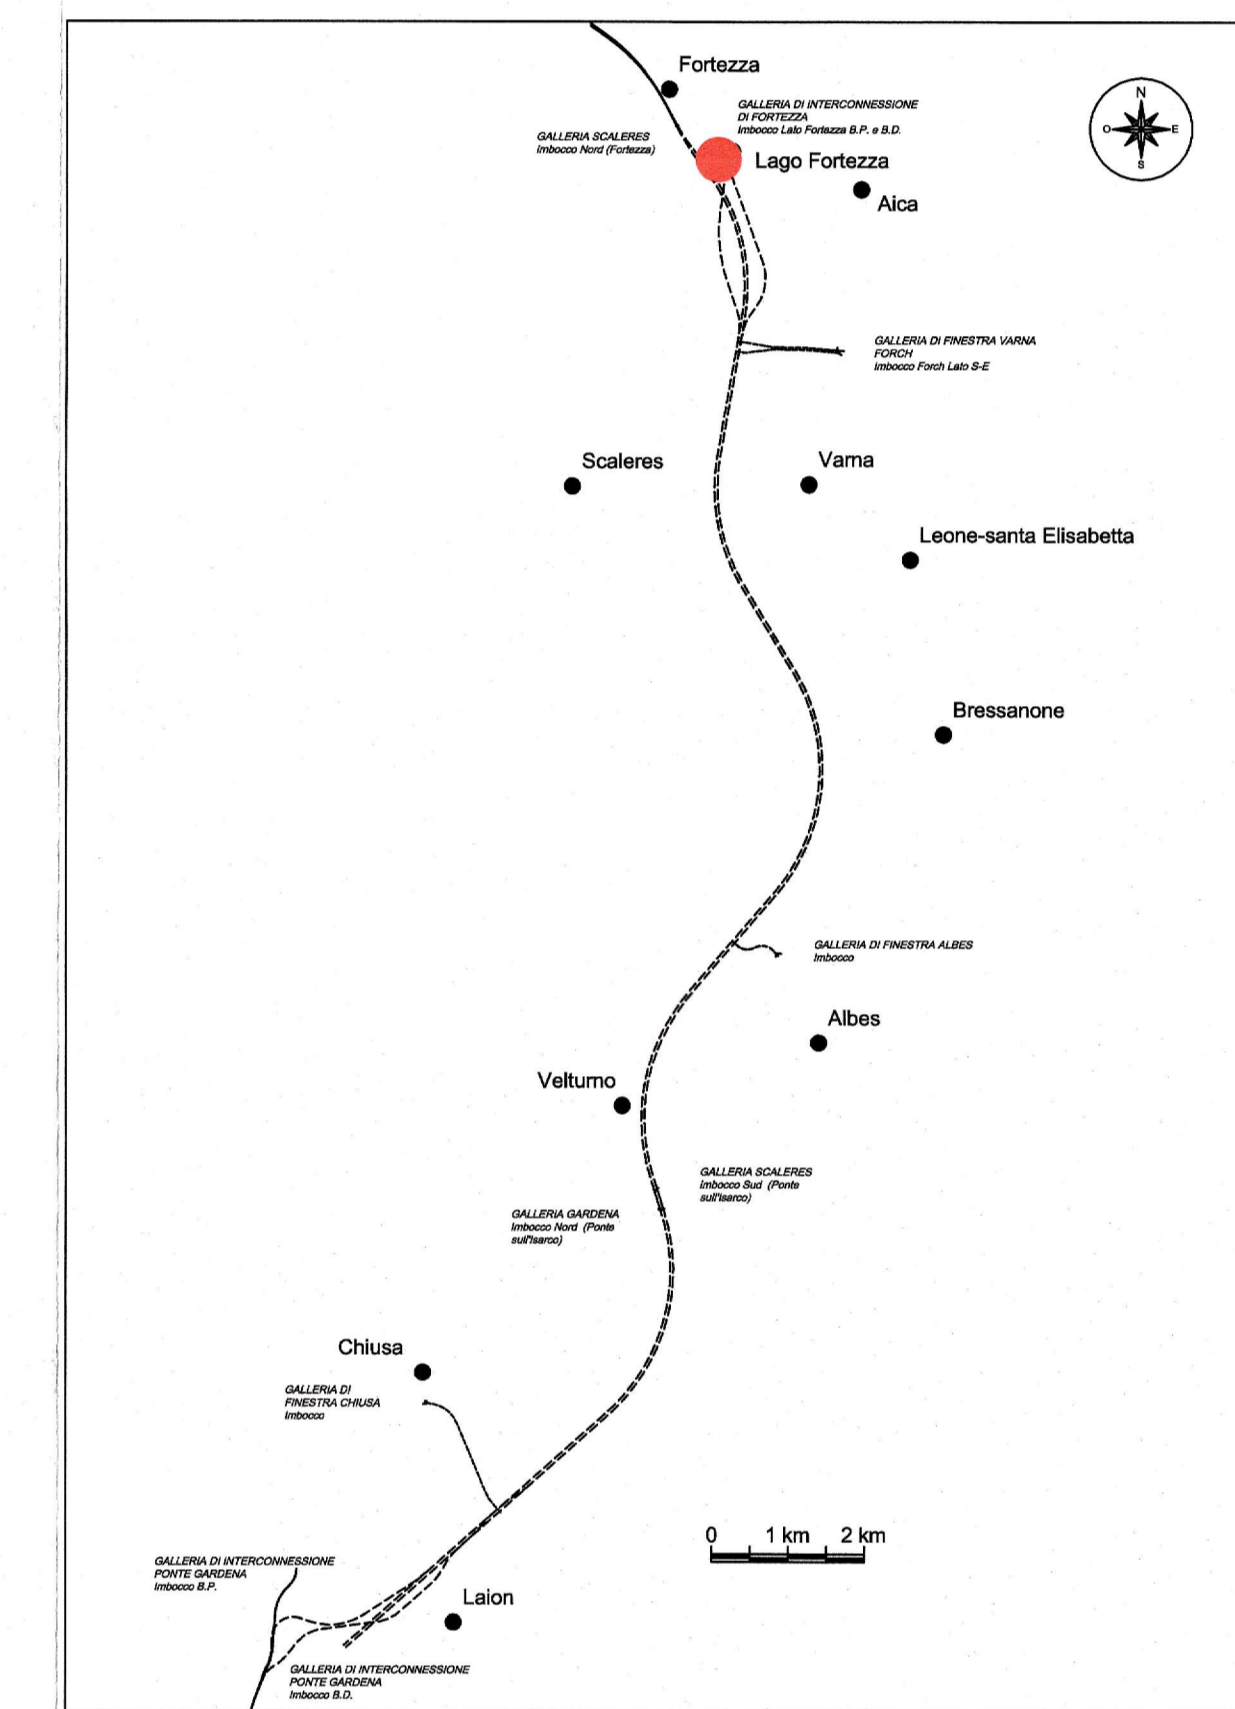 Fortezza
GALLERIA DI INTERCONNESSIONE
DI FORTEZZA
Imbocco Lato Fortezza B.P. e B.D.
N
O
E
S
GALLERIA SCALERES
Imbocco Nord (Fortezza)
Lago Fortezza
Aica
GALLERIA DI FINESTRA VARNA
FORCH
Imbocco Forch Lato S-E
Scaleres
Varna
Leone-santa Elisabetta
Bressanone
GALLERIA DI FINESTRA ALBES
Imbocco
Albes
Velturno
GALLERIA SCALERES
Imbocco Sud (Ponte
sull'Isarco)
GALLERIA GARDENA
Imbocco Nord (Ponte
sull'Isarco)
Chiusa
GALLERIA DI
FINESTRA CHIUSA
Imbocco
0 1 km 2 km
GALLERIA DI INTERCONNESSIONE
PONTE GARDENA
Imbocco B.P.
Laion
GALLERIA DI INTERCONNESSIONE
PONTE GARDENA
Imbocco B.D.